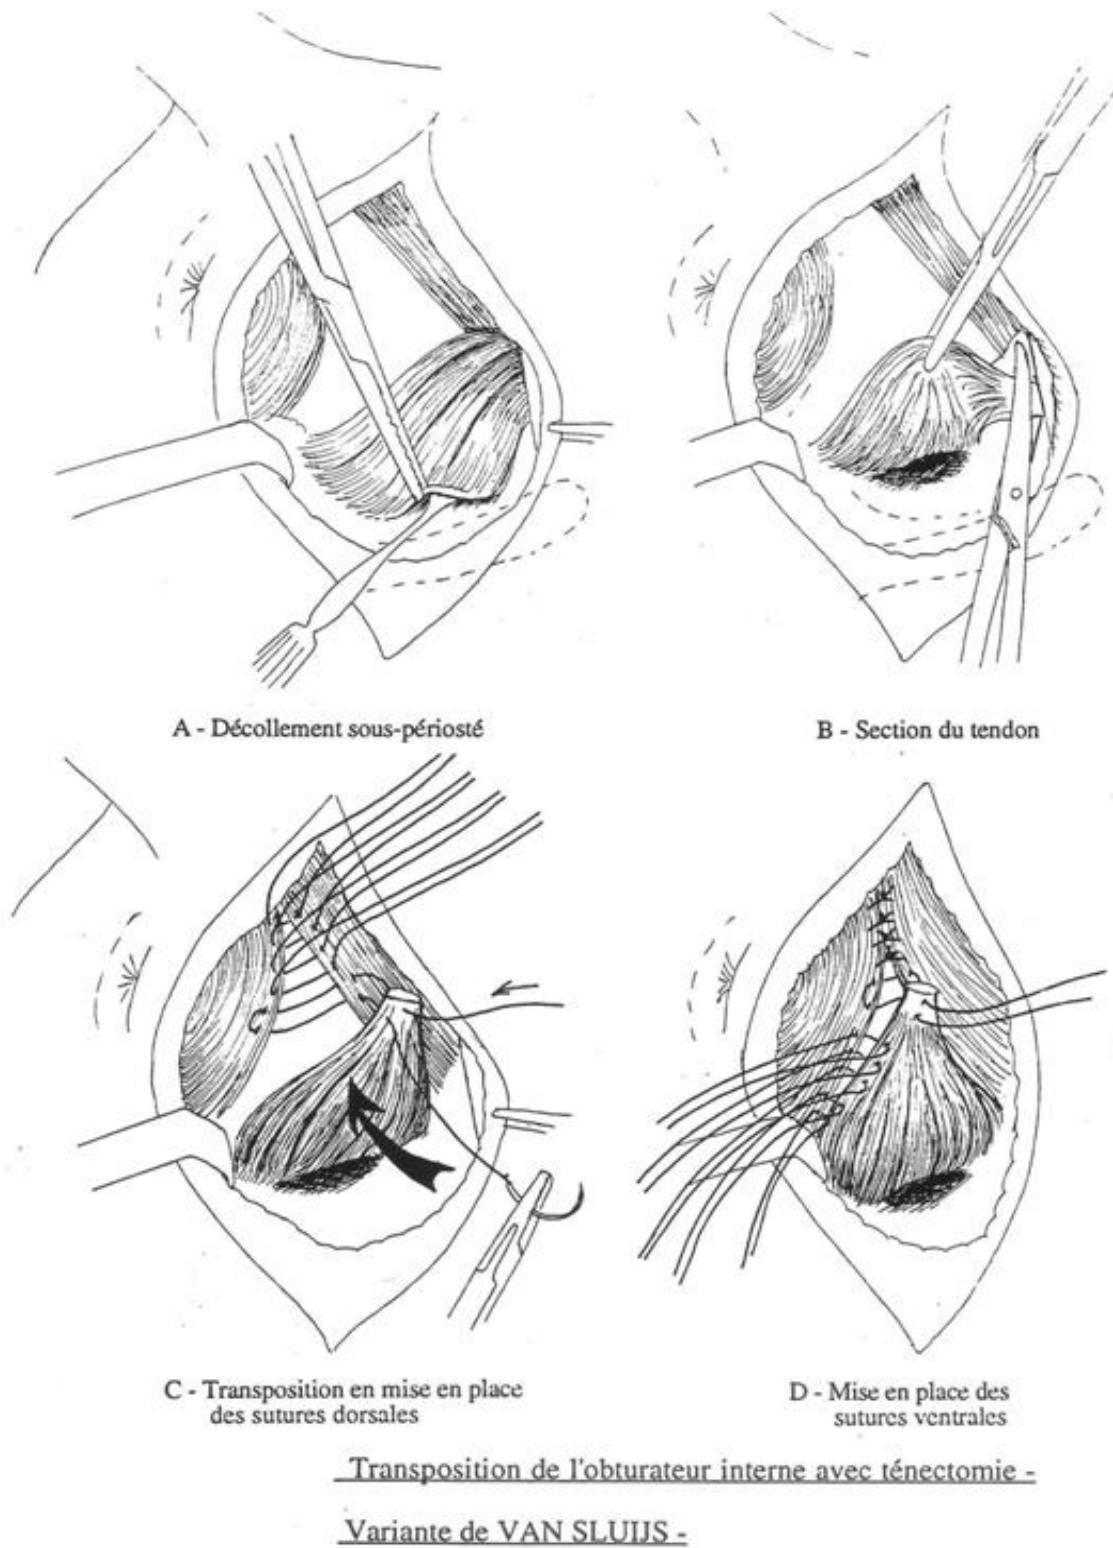 A - Décollement sous-périosté
B - Section du tendon
C - Transposition en mise en place
des sutures dorsales
D - Mise en place des
sutures ventrales
Transposition de l'obturateur interne avec ténectomie -
Variante de VAN SLUIJS -